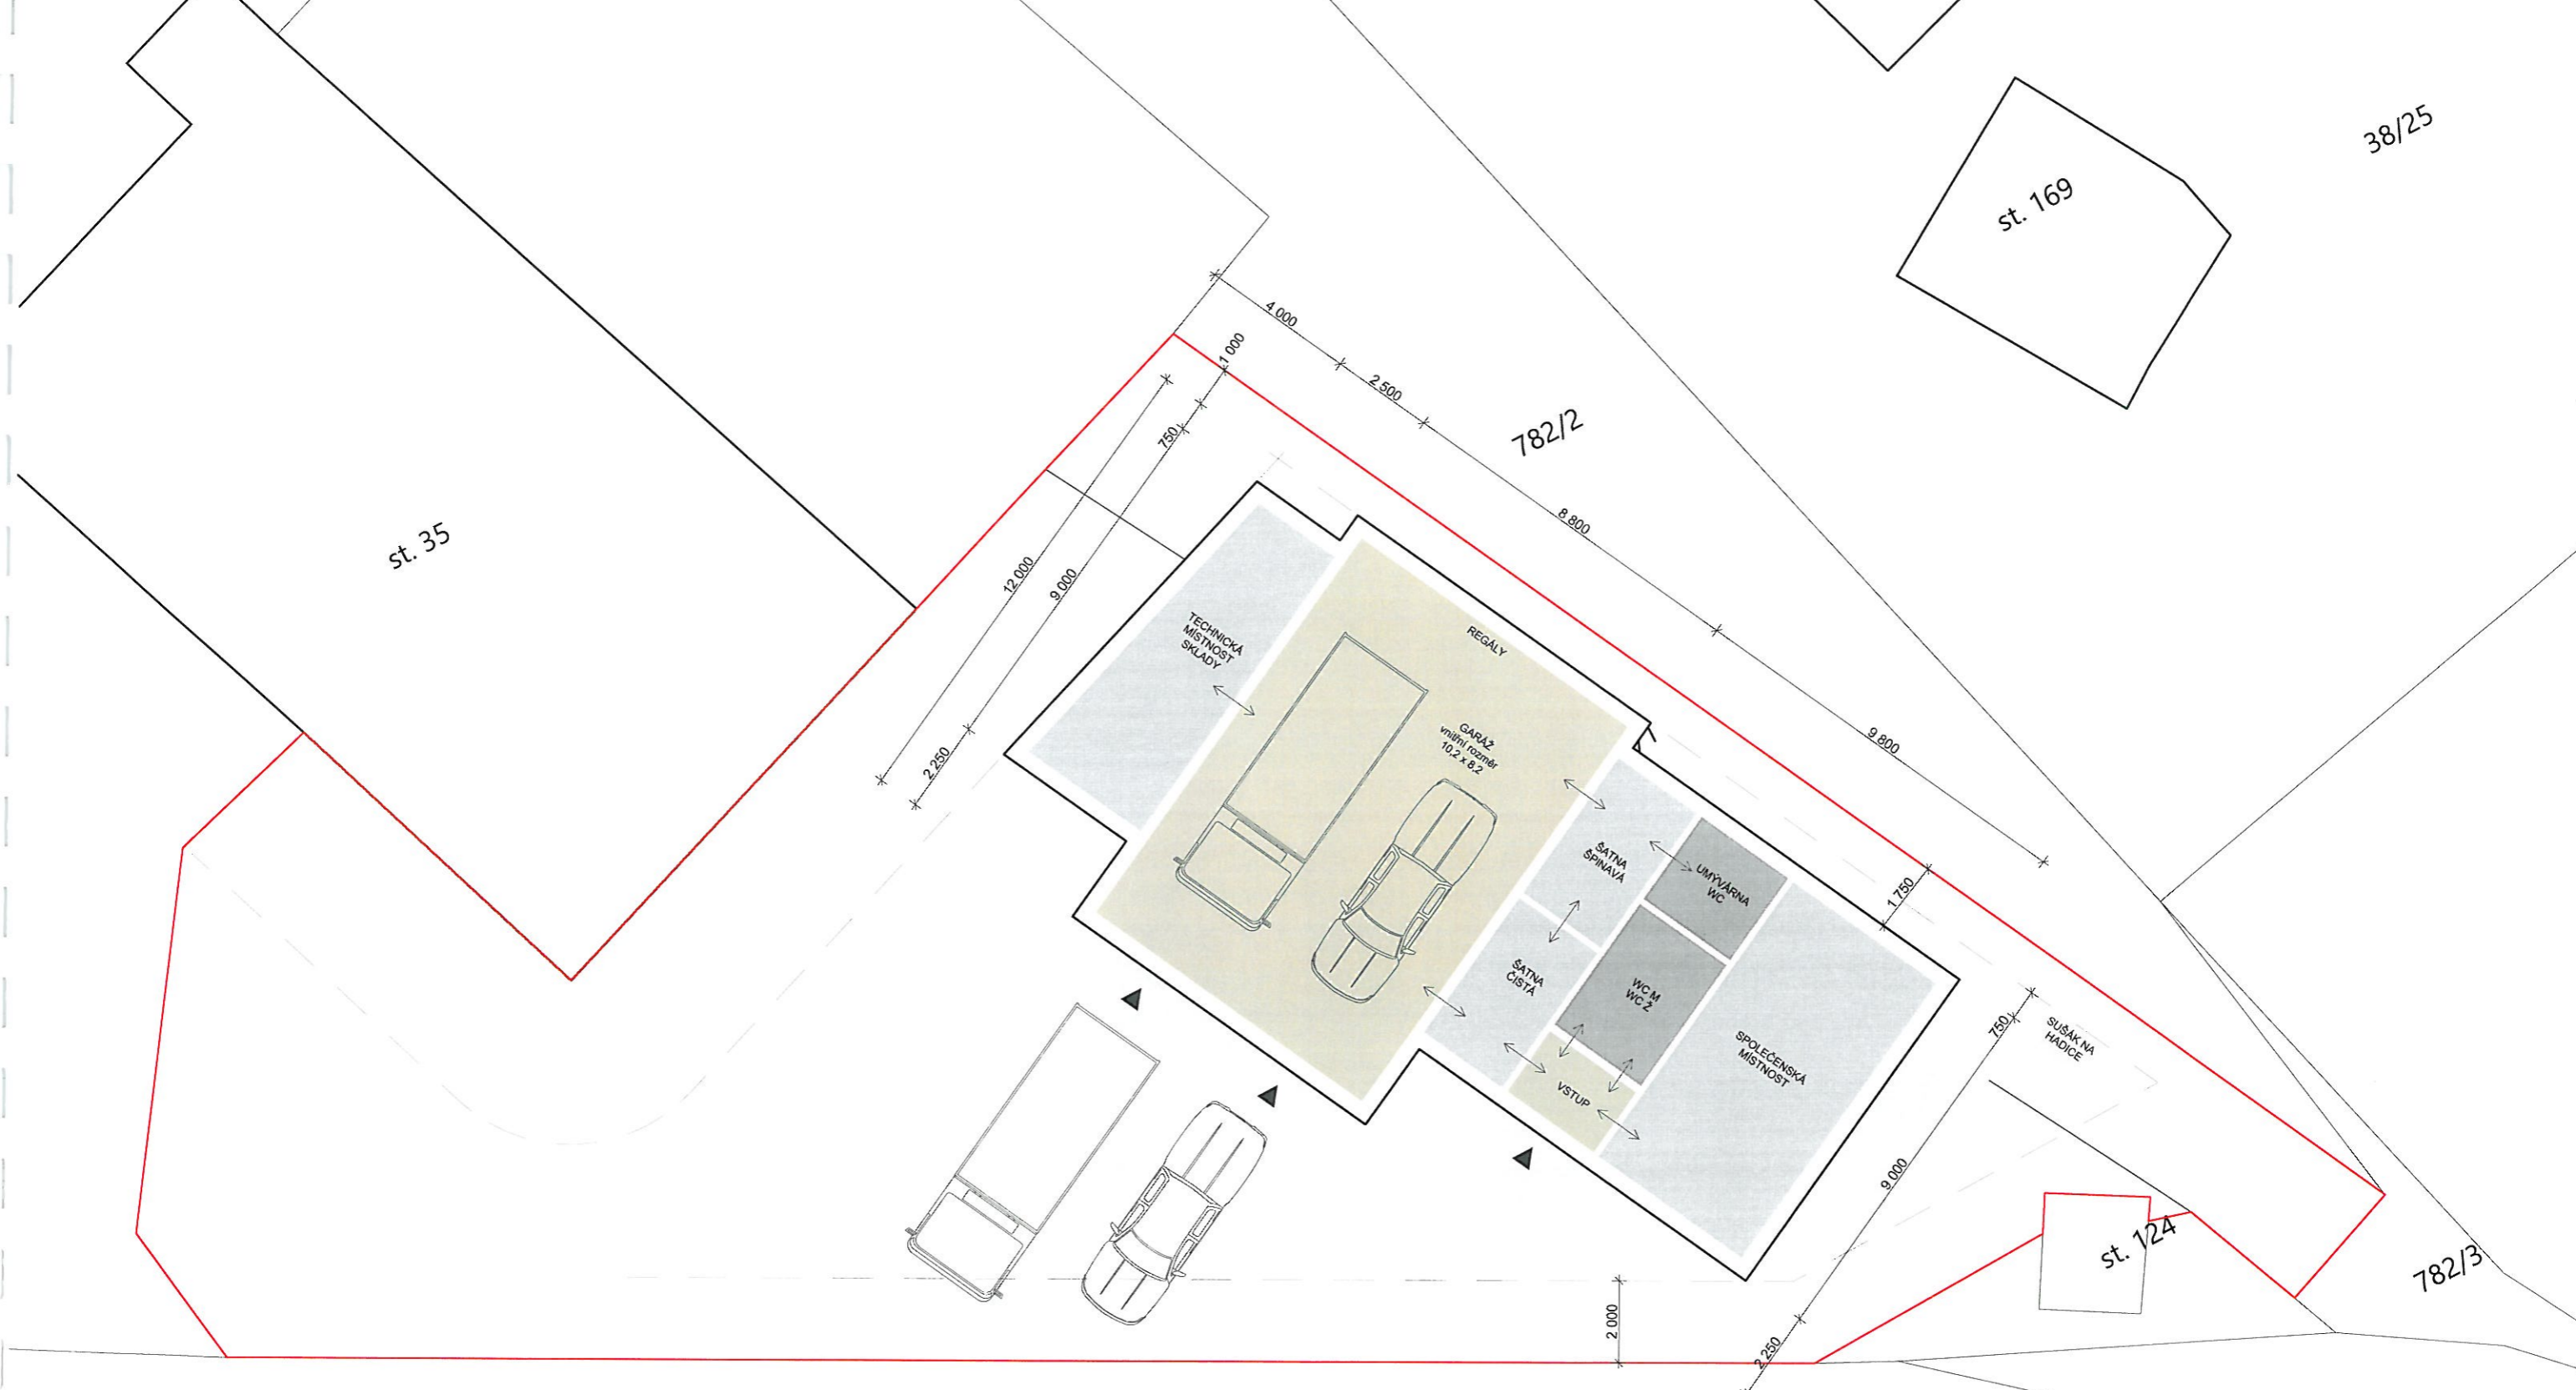 38/25
st. 169
4 000
1 000
2 500
782/2
750
8 800
st. 35
12 000
9 000
TECHNICKÁ
MÍSTNOST
SKLADY
REGÁLY
GARÁŽ
vnitřní rozměr
10,2 x 8,2
9 800
2 250
ŠATNA
ŠPINAVÁ
UMÝVÁRNA
WC
1 750
ŠATNA
ČISTÁ
WC M
WC Ž
SPOLEČENSKÁ
MÍSTNOST
750
SUŠÁK NA
HADICE
VSTUP
9 000
st. 124
782/3
2 000
2 250